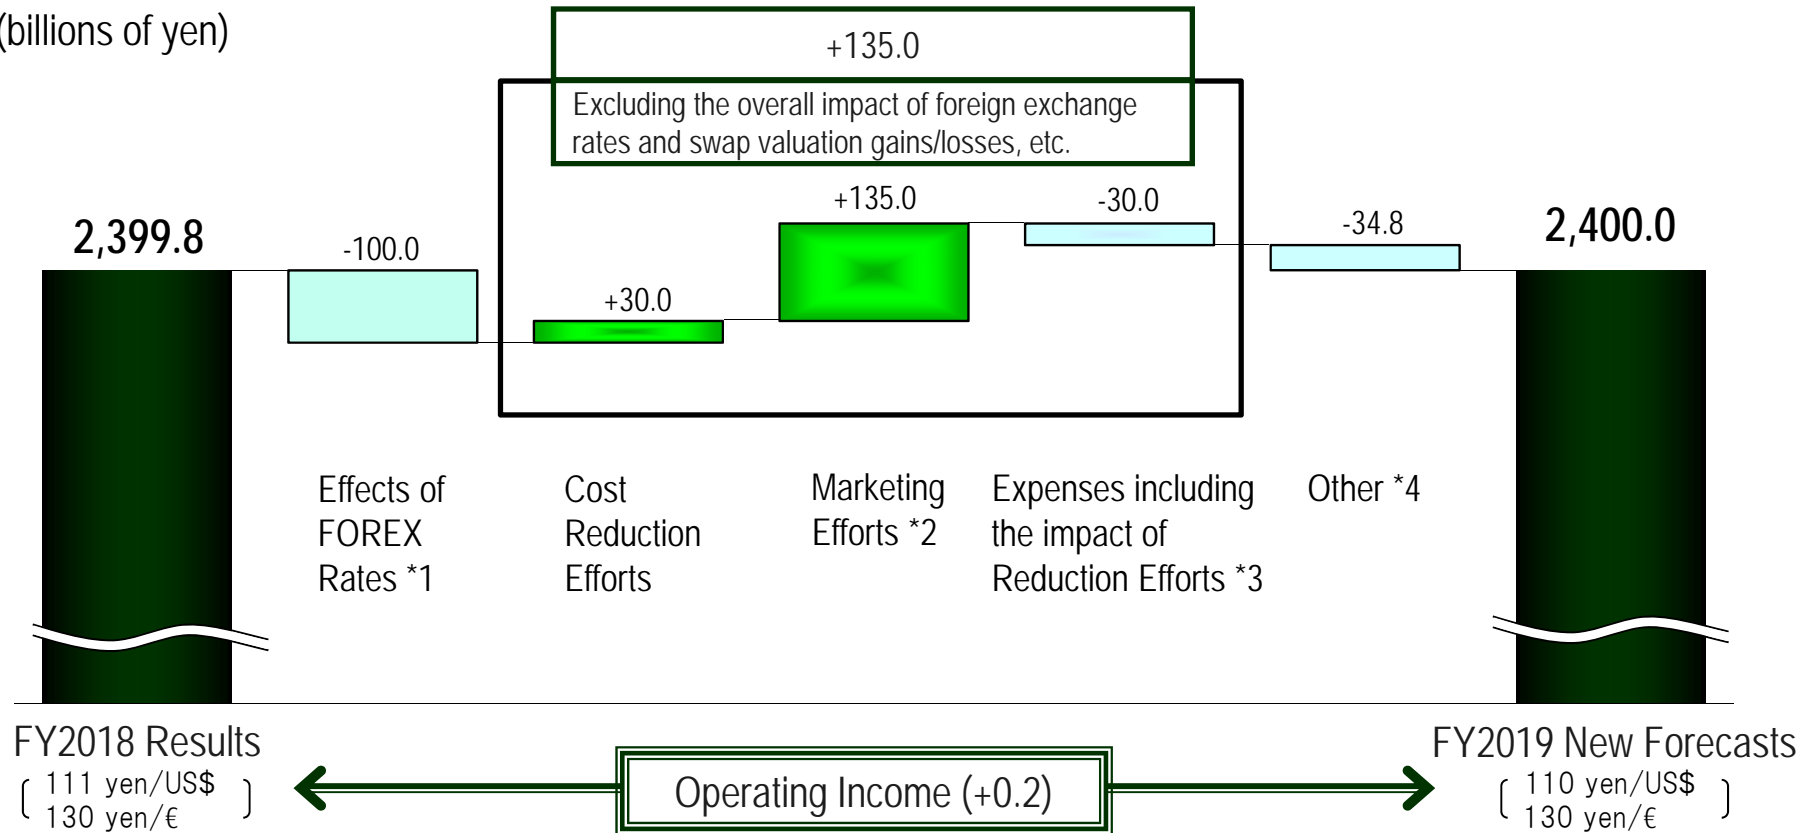 (billions of yen)
+135.0
Excluding the overall impact of foreign exchange
rates and swap valuation gains/losses, etc.
2,399.8
-100.0
+30.0
+135.0
-30.0
-34.8
2,400.0
Effects of
FOREX
Rates *1
Cost
Reduction
Efforts
Marketing
Efforts *2
Expenses including
the impact of
Reduction Efforts *3
Other *4
FY2018 Results
( 111 yen/US$
130 yen/€ )
Operating Income (+0.2)
FY2019 New Forecasts
( 110 yen/US$
130 yen/€ )